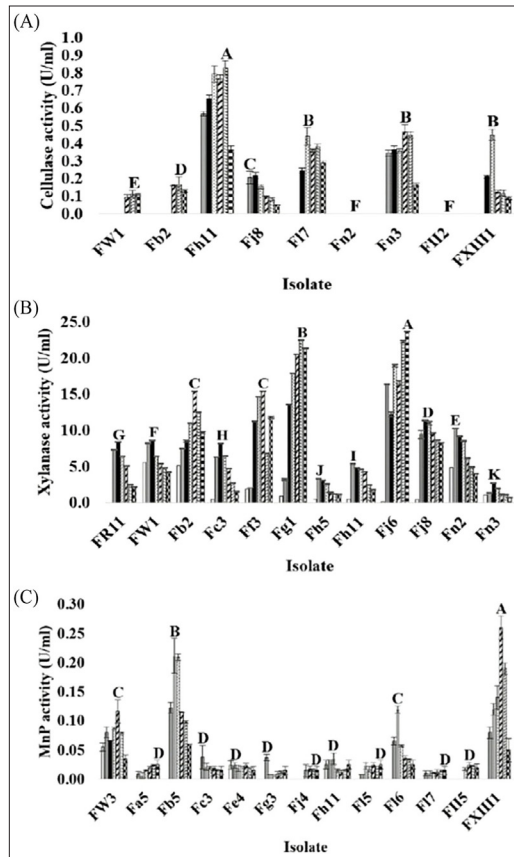 (A)
Cellulase activity (U/ml)
1.0
0.9
0.8
0.7
0.6
0.5
0.4
0.3
0.2
0.1
0.0
E
D
A
C
B
F
B
F
B
FW1
Fb2
Fh11
Fj8
Fl7
Fn2
Fn3
FII2
FXIII1
Isolate
(B)
Xylanase activity (U/ml)
25.0
20.0
15.0
10.0
5.0
0.0
G
F
C
H
C
B
J
I
A
D
E
K
FR11
FW1
Fb2
Fc3
Ff3
Fg1
Fh5
Fh11
Fj6
Fj8
Fn2
Fn3
Isolate
(C)
MnP activity (U/ml)
0.30
0.25
0.20
0.15
0.10
0.05
0.00
C
D
B
D
D
D
D
D
D
C
D
D
A
FW3
Fa5
Fb5
Fc3
Fe4
Fg3
Fj4
Fh11
Fl5
Fl6
Fl7
FII5
FXIII1
Isolate